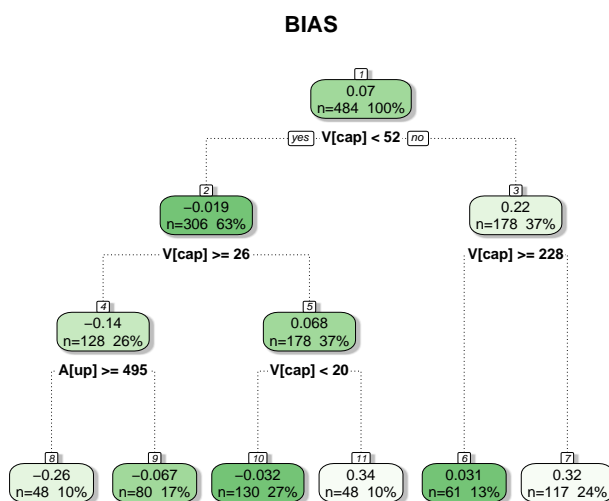 BIAS
1
0.07
n=484 100%
yes V[cap] < 52 no
2
−0.019
n=306 63%
3
0.22
n=178 37%
V[cap] >= 26
V[cap] >= 228
4
−0.14
n=128 26%
5
0.068
n=178 37%
A[up] >= 495
V[cap] < 20
8
−0.26
n=48 10%
9
−0.067
n=80 17%
10
−0.032
n=130 27%
11
0.34
n=48 10%
6
0.031
n=61 13%
7
0.32
n=117 24%